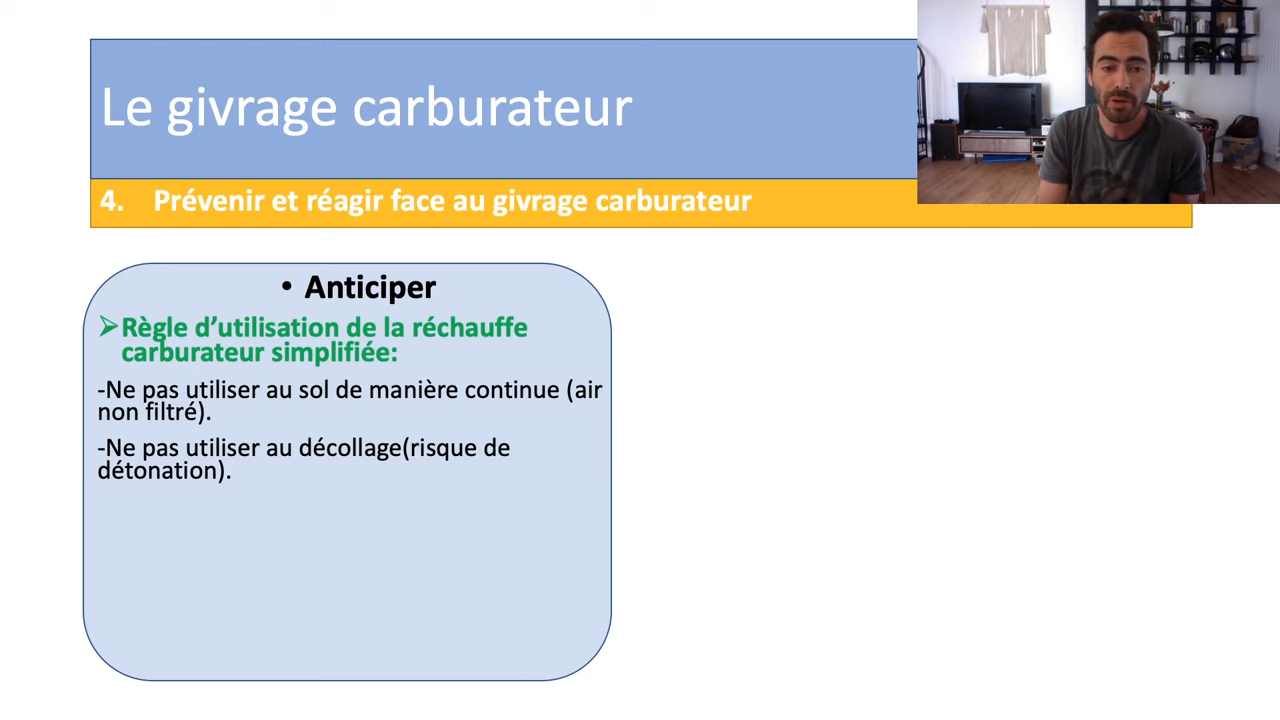 Le givrage carburateur
4. Prévenir et réagir face au givrage carburateur
• Anticiper
➢Règle d’utilisation de la réchauffe
carburateur simplifiée:
-Ne pas utiliser au sol de manière continue (air
non filtré).
-Ne pas utiliser au décollage(risque de
détonation).